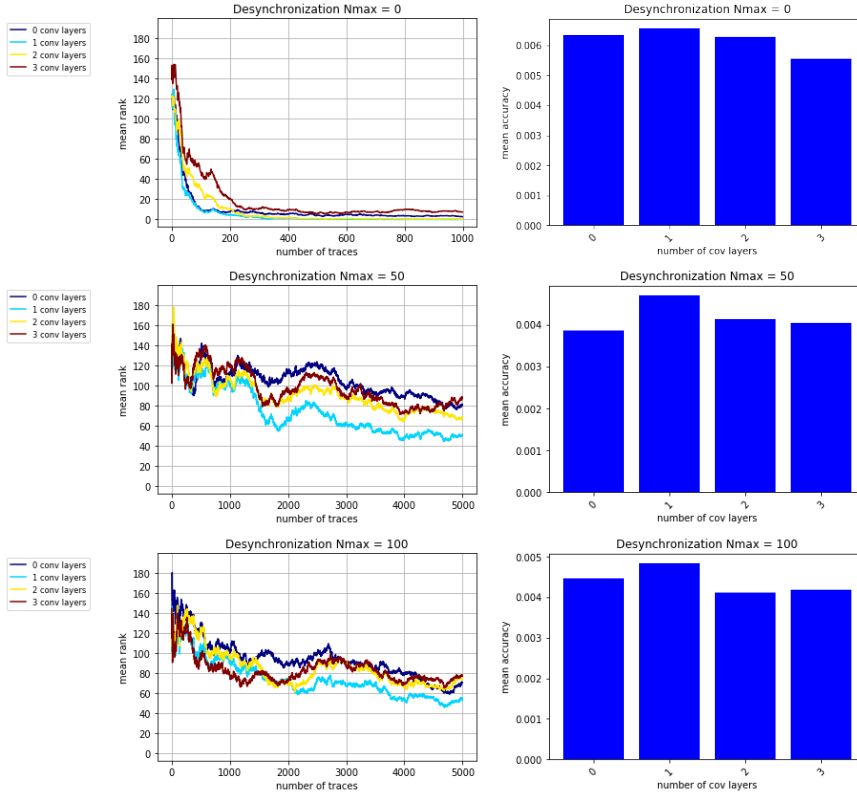 Desynchronization Nmax = 0
0 conv layers
1 conv layers
2 conv layers
3 conv layers
180
160
140
120
100
80
60
40
20
0
mean rank
0 200 400 600 800 1000
number of traces
Desynchronization Nmax = 0
0.006
0.005
0.004
0.003
0.002
0.001
0.000
mean accuracy
0 1 2 3
number of cov layers
Desynchronization Nmax = 50
0 conv layers
1 conv layers
2 conv layers
3 conv layers
180
160
140
120
100
80
60
40
20
0
mean rank
0 1000 2000 3000 4000 5000
number of traces
Desynchronization Nmax = 50
0.004
0.003
0.002
0.001
0.000
mean accuracy
0 1 2 3
number of cov layers
Desynchronization Nmax = 100
0 conv layers
1 conv layers
2 conv layers
3 conv layers
180
160
140
120
100
80
60
40
20
0
mean rank
0 1000 2000 3000 4000 5000
number of traces
Desynchronization Nmax = 100
0.005
0.004
0.003
0.002
0.001
0.000
mean accuracy
0 1 2 3
number of cov layers